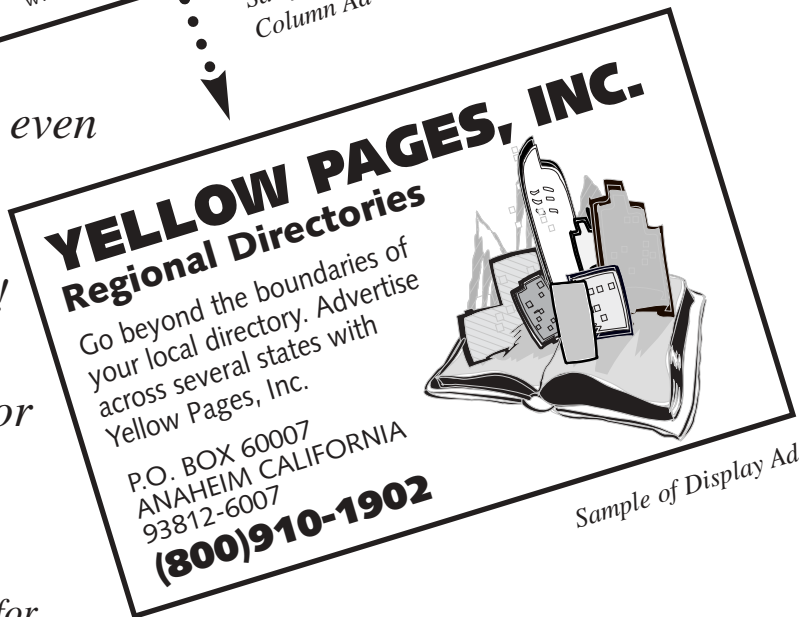 Column Ad
even
YELLOW PAGES, INC.
Regional Directories
Go beyond the boundaries of
your local directory. Advertise
across several states with
Yellow Pages, Inc.
P.O. BOX 60007
ANAHEIM CALIFORNIA
93812-6007
(800)910-1902
Sample of Display Ad
or
for